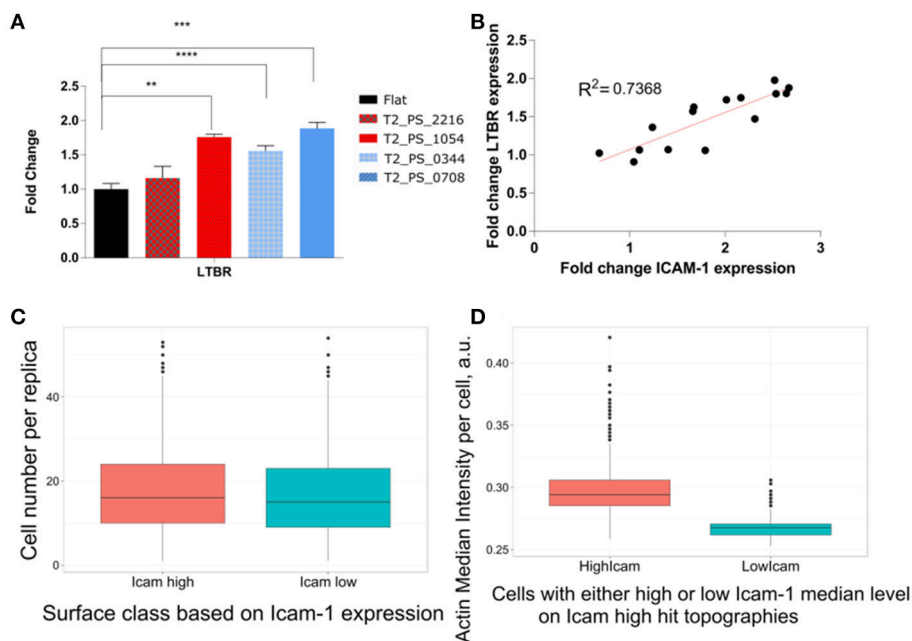 A
***
****
**
Fold Change
2.5
2.0
1.5
1.0
0.5
0.0
LTBR
Flat
T2_PS_2216
T2_PS_1054
T2_PS_0344
T2_PS_0708
B
Fold change LTBR expression
2.5
2.0
1.5
1.0
0.5
0.0
R²= 0.7368
0
1
2
3
Fold change ICAM-1 expression
C
Cell number per replica
40
20
0
Icam high
Icam low
Surface class based on Icam-1 expression
D
Actin Median Intensity per cell, a.u.
0.40
0.35
0.30
0.25
HighIcam
LowIcam
Cells with either high or low Icam-1 median level
on Icam high hit topographies